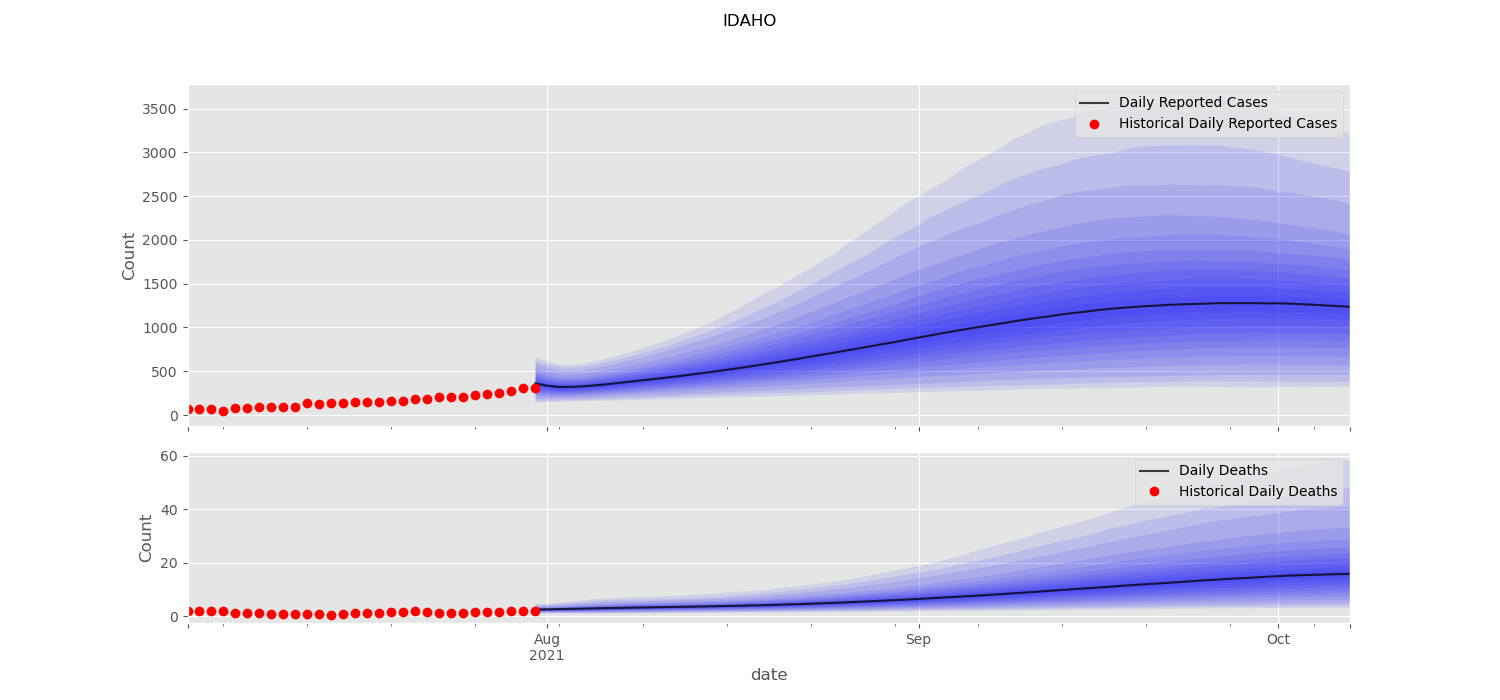 IDAHO
3500
3000
2500
2000
1500
1000
500
0
Count
Daily Reported Cases
Historical Daily Reported Cases
60
40
20
0
Count
Daily Deaths
Historical Daily Deaths
Aug
2021
Sep
Oct
date